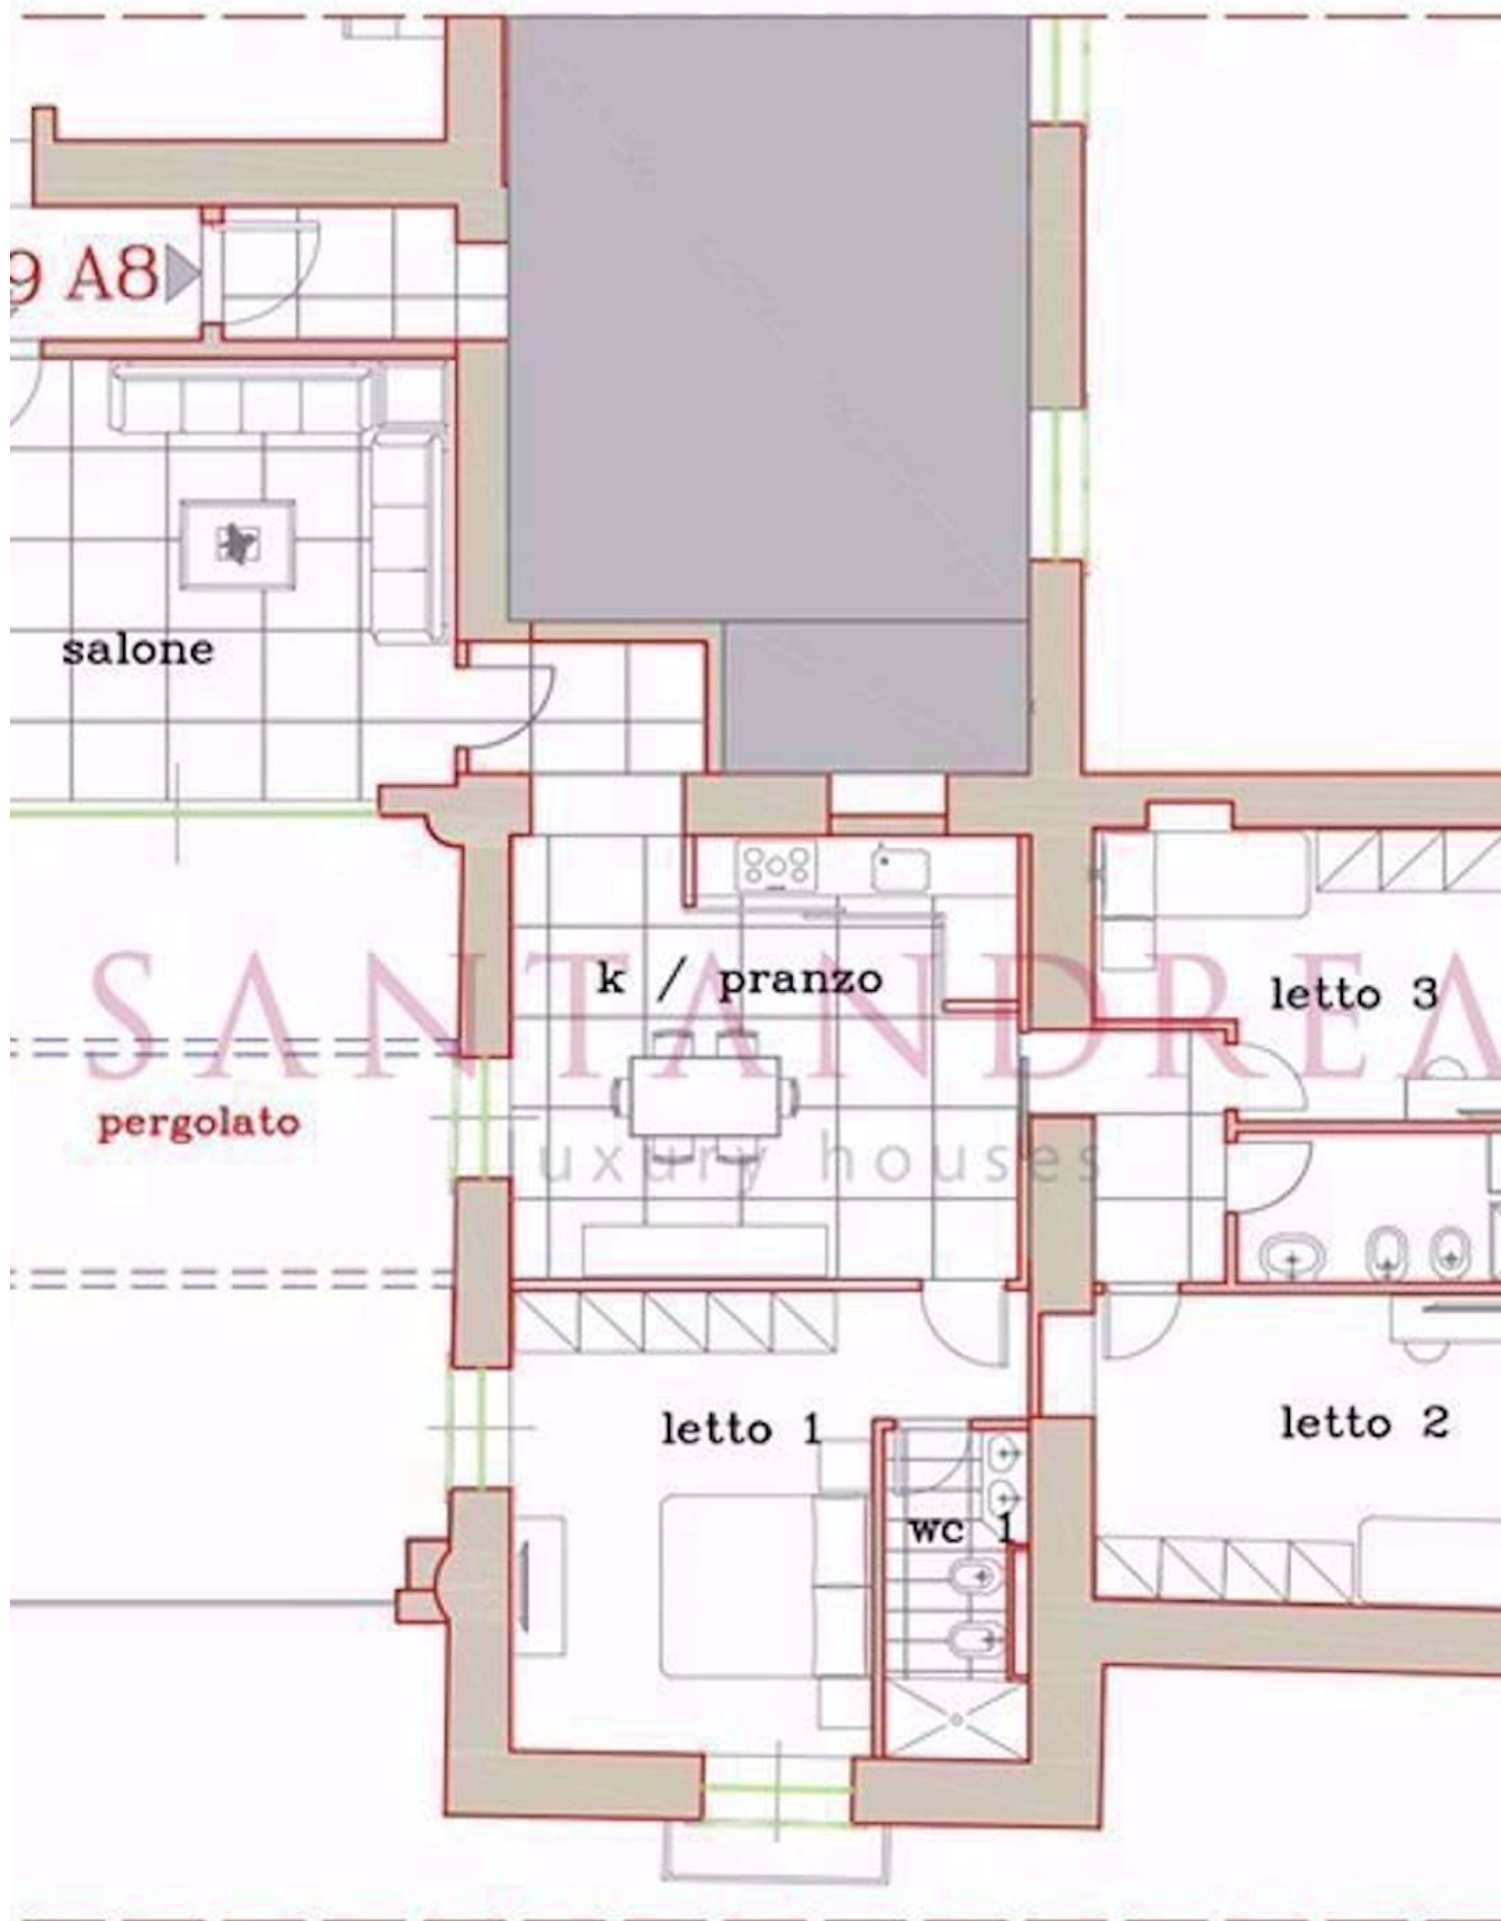 9 A8
salone
k / pranzo
letto 3
SANTANDREA
pergolato
luxury houses
letto 1
letto 2
wc 1